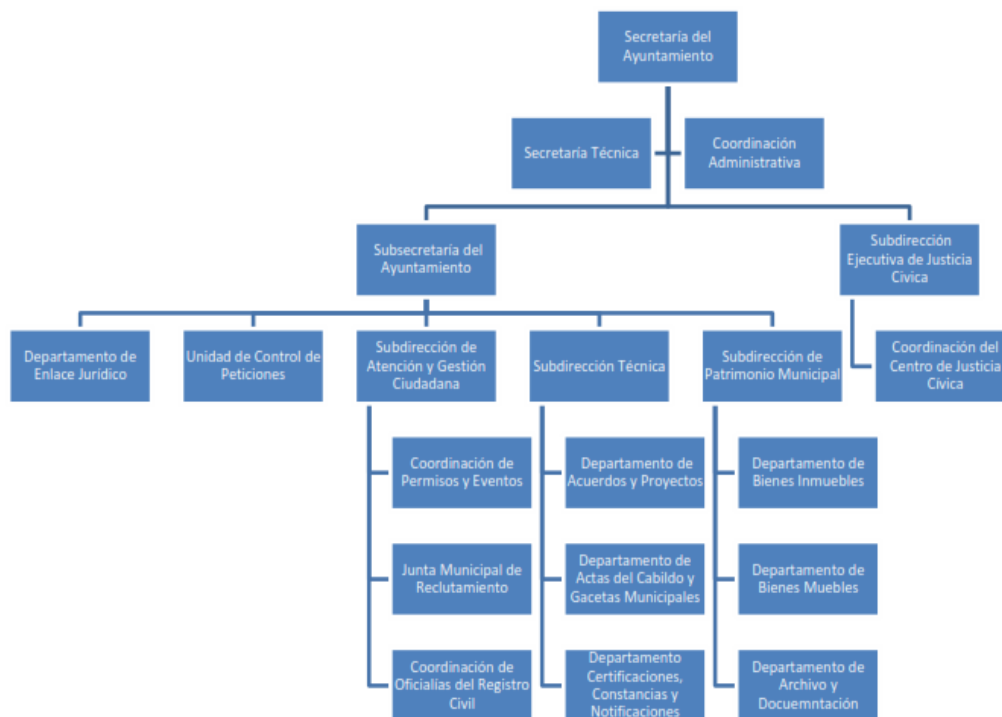 Secretaría del
Ayuntamiento
Secretaría Técnica
Coordinación
Administrativa
Subsecretaría del
Ayuntamiento
Subdirección
Ejecutiva de Justicia
Cívica
Departamento de
Enlace Jurídico
Unidad de Control de
Peticiones
Subdirección de
Atención y Gestión
Ciudadana
Subdirección Técnica
Subdirección de
Patrimonio Municipal
Coordinación del
Centro de Justicia
Cívica
Coordinación de
Permisos y Eventos
Departamento de
Acuerdos y Proyectos
Departamento de
Bienes Inmuebles
Junta Municipal de
Reclutamiento
Departamento de
Actas del Cabildo y
Gacetas Municipales
Departamento de
Bienes Muebles
Coordinación de
Oficialías del Registro
Civil
Departamento
Certificaciones,
Constancias y
Notificaciones
Departamento de
Archivo y
Docuemntación